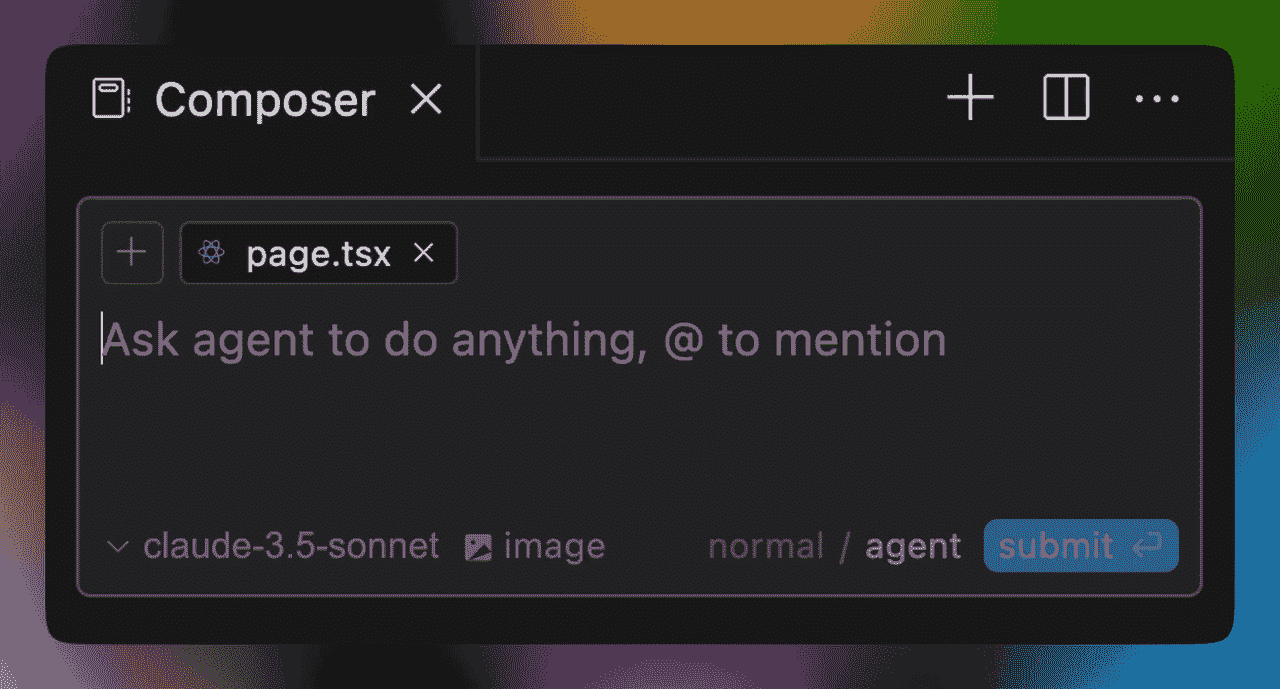 Composer
page.tsx
Ask agent to do anything, @ to mention
claude-3.5-sonnet image normal / agent submit